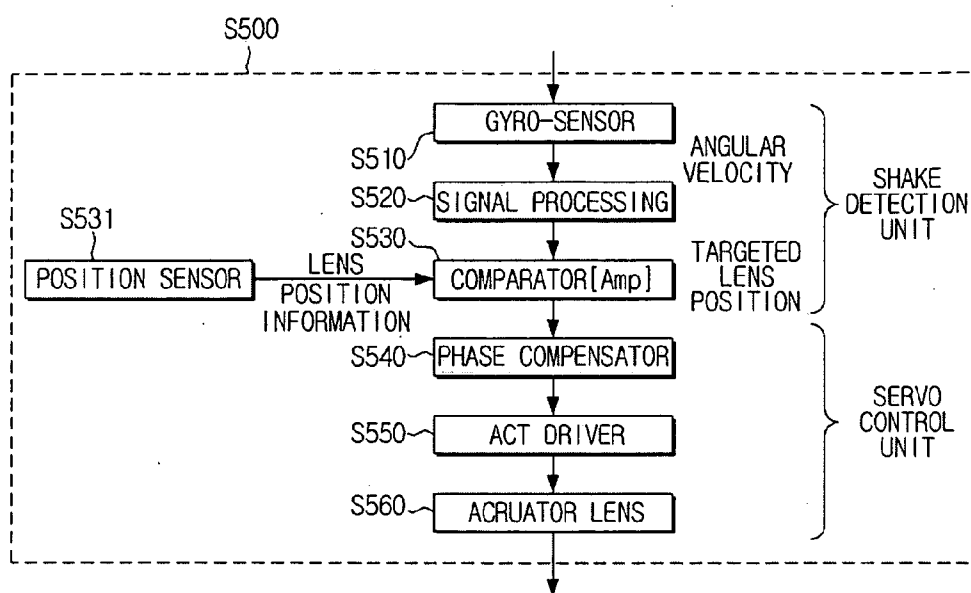 S500
GYRO-SENSOR
S510
ANGULAR
VELOCITY
S520
SIGNAL PROCESSING
SHAKE
DETECTION
UNIT
S531
S530
POSITION SENSOR
LENS
POSITION
INFORMATION
COMPARATOR[Amp]
TARGETED
LENS
POSITION
S540
PHASE COMPENSATOR
S550
ACT DRIVER
SERVO
CONTROL
UNIT
S560
ACRUATOR LENS